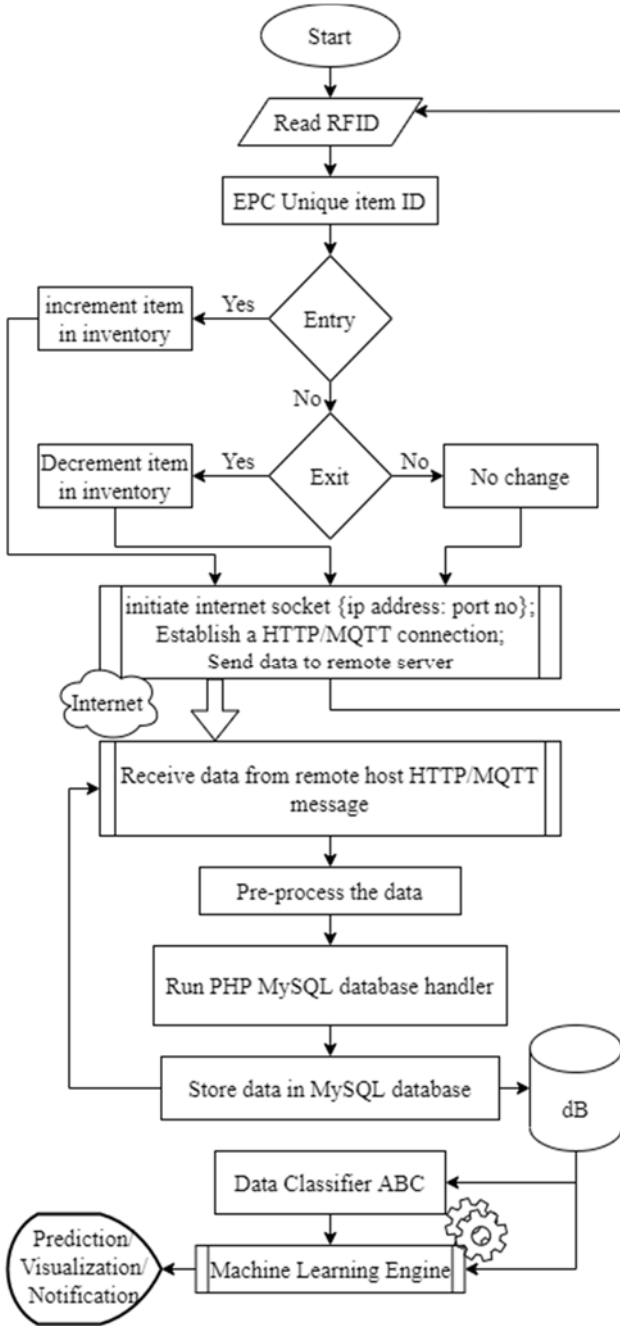 Start
Read RFID
EPC Unique item ID
increment item
in inventory
Yes
Entry
No
Decrement item
in inventory
Yes
Exit
No
No change
initiate internet socket {ip address: port no};
Establish a HTTP/MQTT connection;
Send data to remote server
Internet
Receive data from remote host HTTP/MQTT
message
Pre-process the data
Run PHP MySQL database handler
Store data in MySQL database
dB
Data Classifier ABC
Machine Learning Engine
Prediction/
Visualization/
Notification